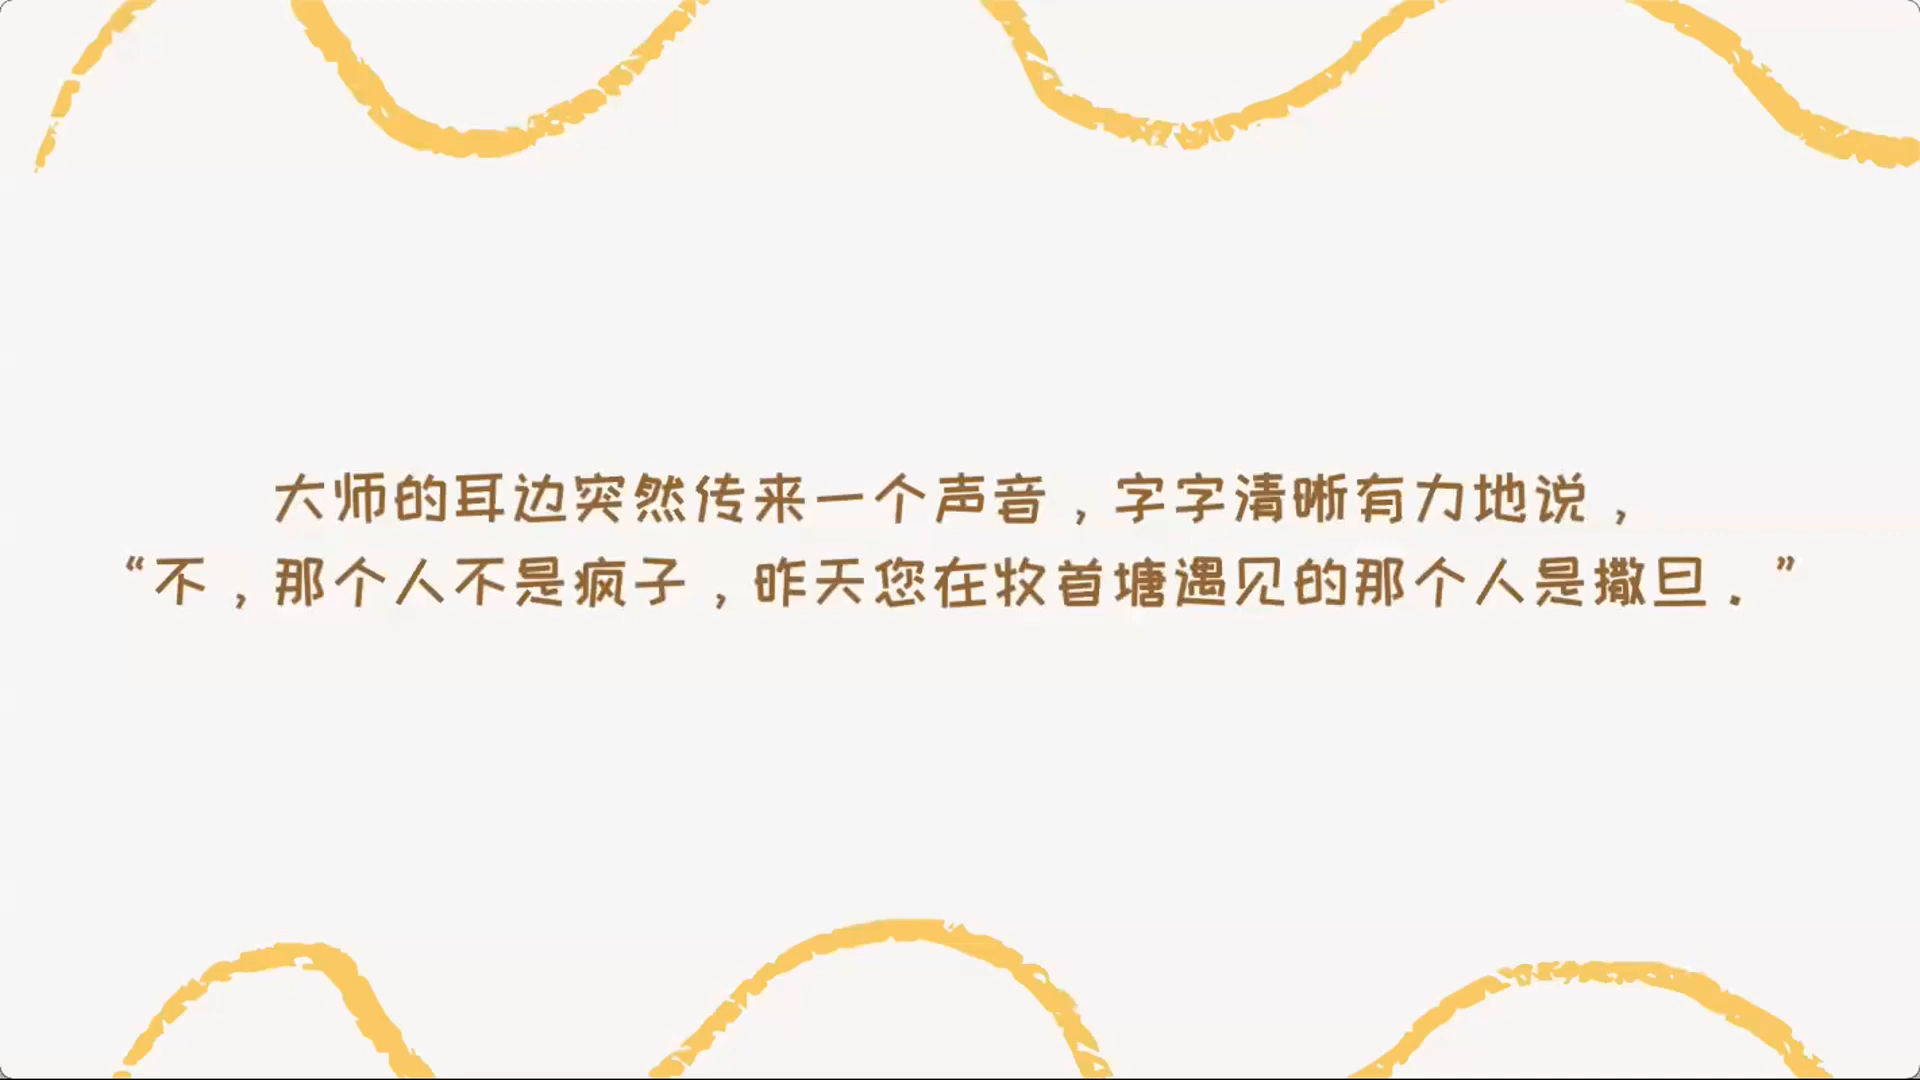 大师的耳边突然传来一个声音，字字清晰有力地说，
“不，那个人不是疯子，昨天您在牧首塘遇见的那个人是撒旦．”